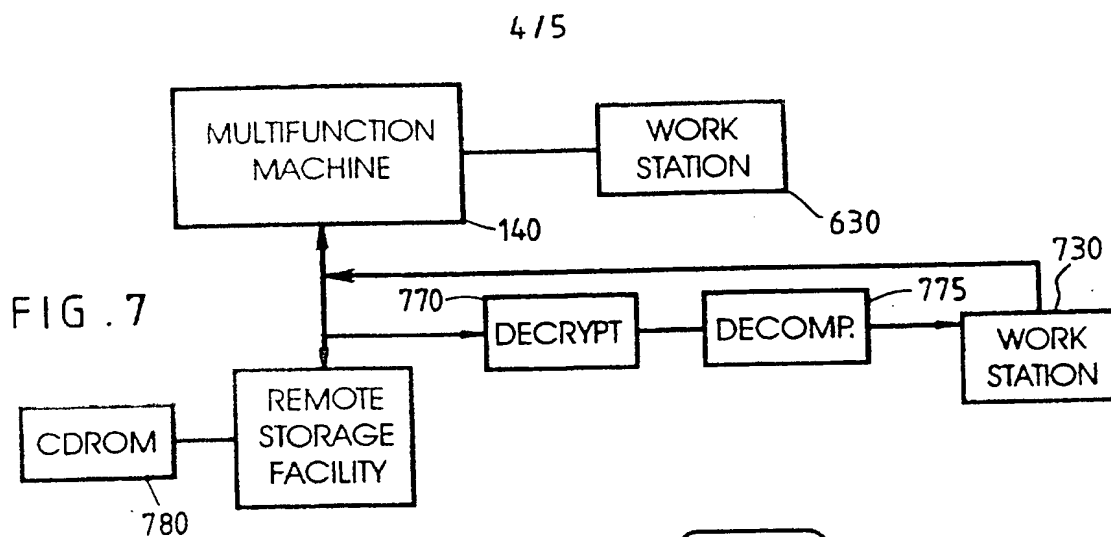 4/5
MULTIFUNCTION
MACHINE
140
WORK
STATION
630
FIG. 7
770
DECRYPT
775
DECOMP.
730
WORK
STATION
REMOTE
STORAGE
FACILITY
CDROM
780